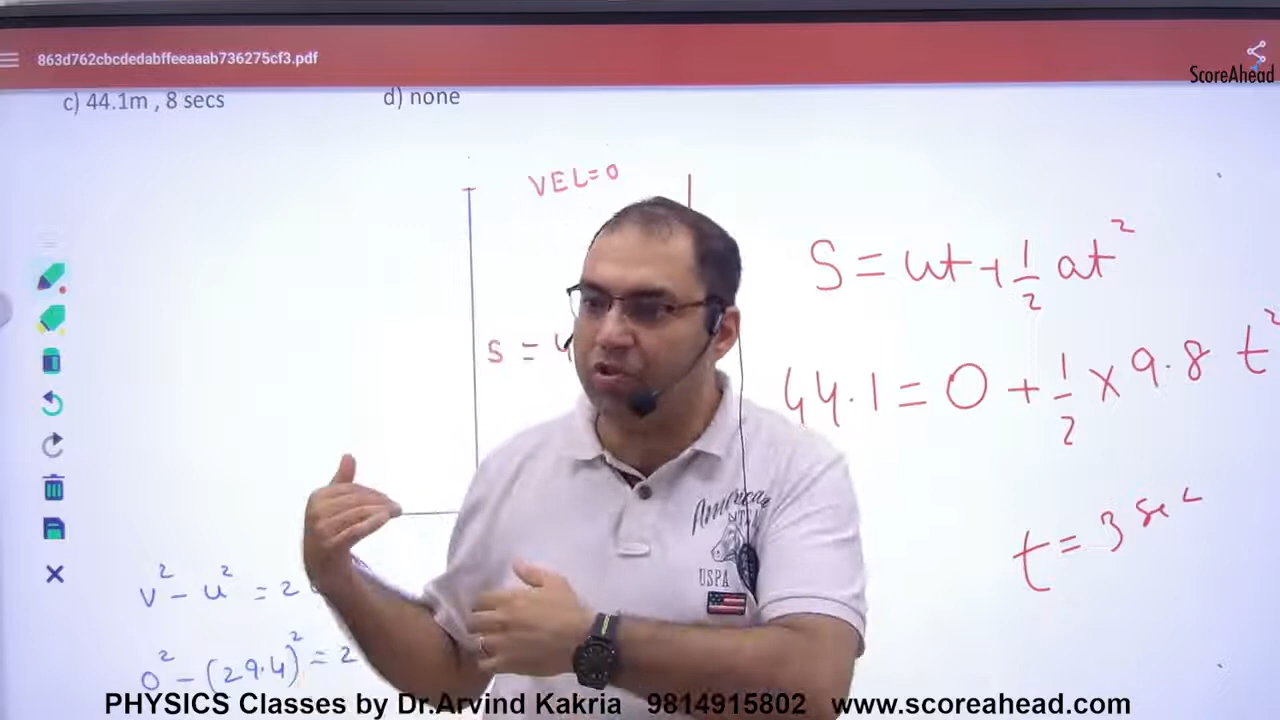 863d762cbcdedabffeeaaab736275cf3.pdf
ScoreAhead
c) 44.1m , 8 secs
d) none
VEL=0
S = ut + 1/2 at²
s = 4
44.1 = 0 + 1/2 × 9.8 t²
American
USPA
t = 3 sec
v² - u² = 2
0² - (29.4)² = 2
PHYSICS Classes by Dr.Arvind Kakria 9814915802 www.scoreahead.com